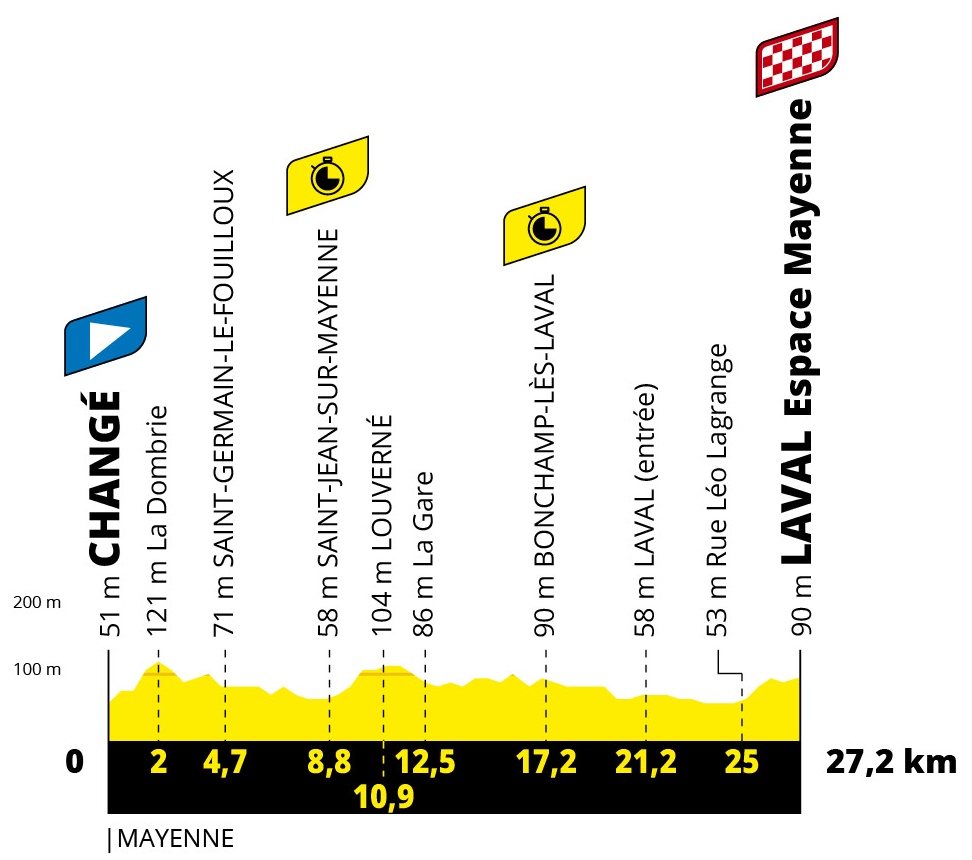 51 m CHANGÉ
121 m La Dombrie
71 m SAINT-GERMAIN-LE-FOUILLOUX
58 m SAINT-JEAN-SUR-MAYENNE
104 m LOUVERNÉ
86 m La Gare
90 m BONCHAMP-LÈS-LAVAL
58 m LAVAL (entrée)
53 m Rue Léo Lagrange
90 m LAVAL Espace Mayenne
200 m
100 m
0 2 4,7 8,8 12,5 17,2 21,2 25 27,2 km
10,9
MAYENNE